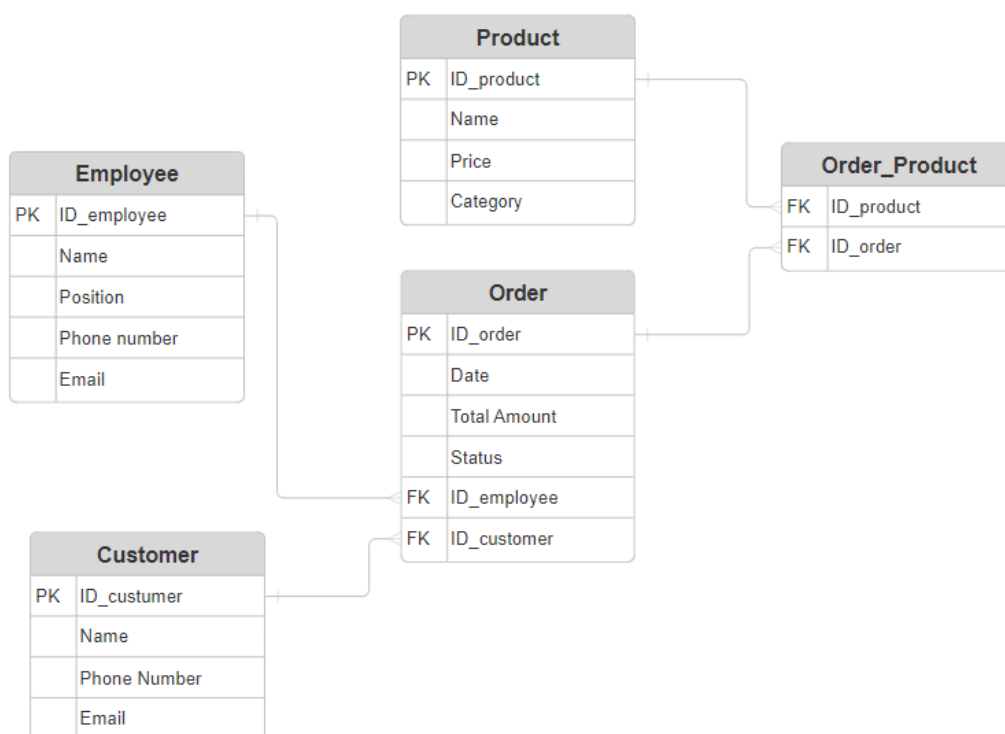 Product
PK ID_product
Name
Price
Category
Employee
PK ID_employee
Name
Position
Phone number
Email
Order_Product
FK ID_product
FK ID_order
Order
PK ID_order
Date
Total Amount
Status
FK ID_employee
FK ID_customer
Customer
PK ID_custumer
Name
Phone Number
Email